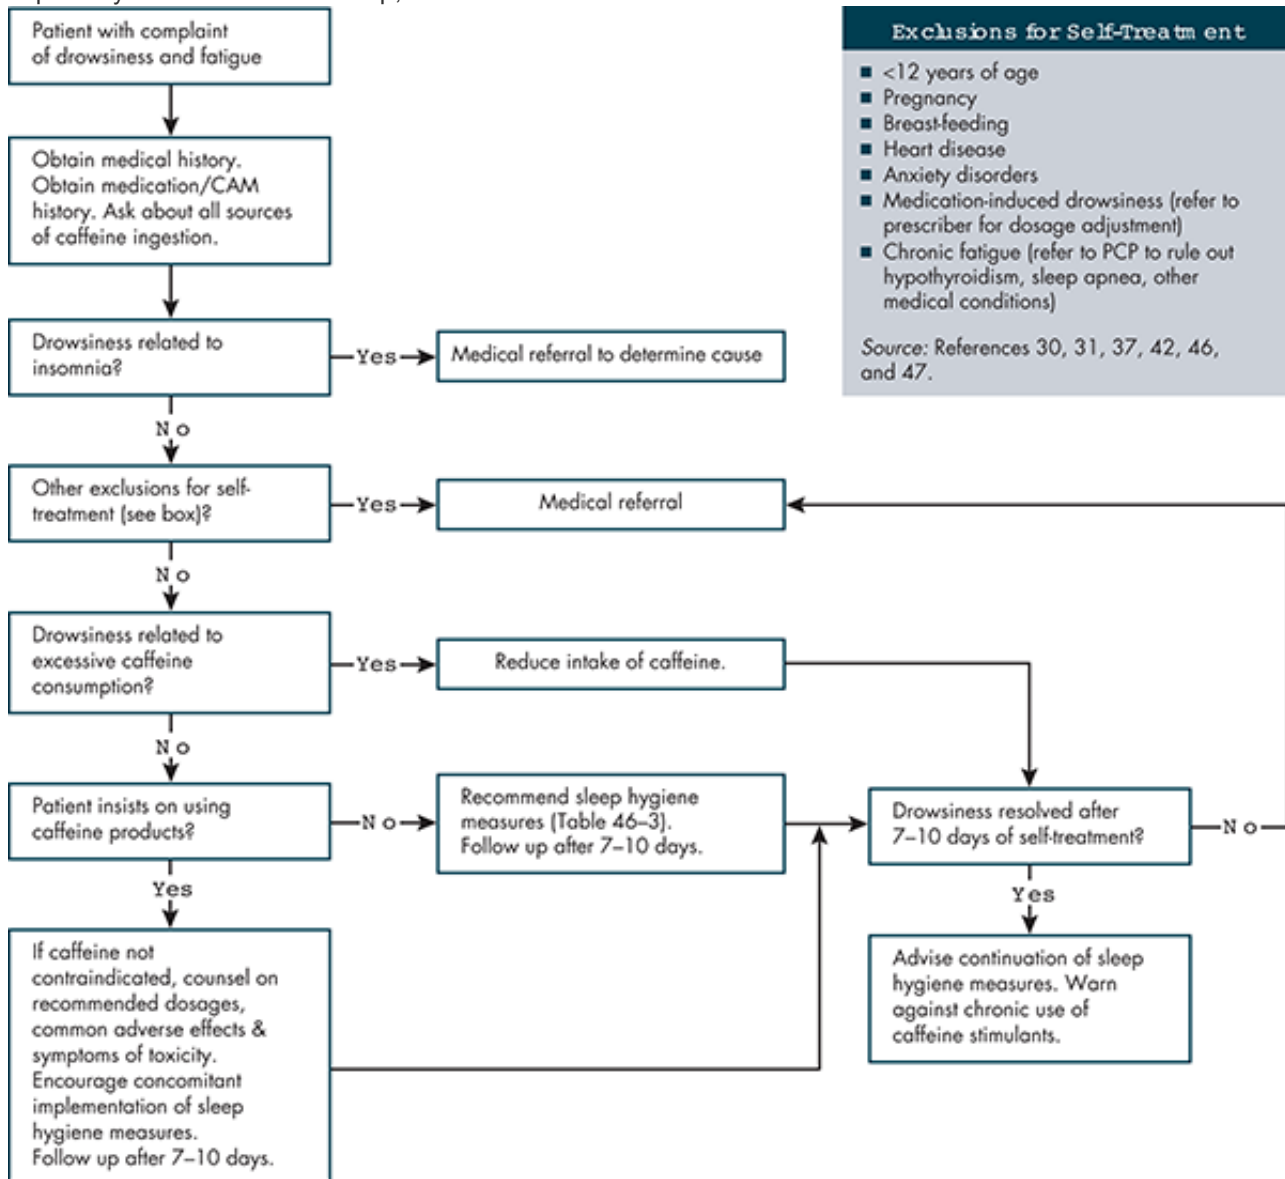 Patient with complaint
of drowsiness and fatigue
Obtain medical history.
Obtain medication/CAM
history. Ask about all sources
of caffeine ingestion.
Drowsiness related to
insomnia?
Yes
Medical referral to determine cause
No
Other exclusions for self-
treatment (see box)?
Yes
Medical referral
No
Drowsiness related to
excessive caffeine
consumption?
Yes
Reduce intake of caffeine.
No
Patient insists on using
caffeine products?
No
Recommend sleep hygiene
measures (Table 46–3).
Follow up after 7–10 days.
Drowsiness resolved after
7–10 days of self-treatment?
No
Yes
Yes
If caffeine not
contraindicated, counsel on
recommended dosages,
common adverse effects &
symptoms of toxicity.
Encourage concomitant
implementation of sleep
hygiene measures.
Follow up after 7–10 days.
Advise continuation of sleep
hygiene measures. Warn
against chronic use of
caffeine stimulants.
Exclusions for Self-Treatment
■ <12 years of age
■ Pregnancy
■ Breast-feeding
■ Heart disease
■ Anxiety disorders
■ Medication-induced drowsiness (refer to
prescriber for dosage adjustment)
■ Chronic fatigue (refer to PCP to rule out
hypothyroidism, sleep apnea, other
medical conditions)
Source: References 30, 31, 37, 42, 46,
and 47.